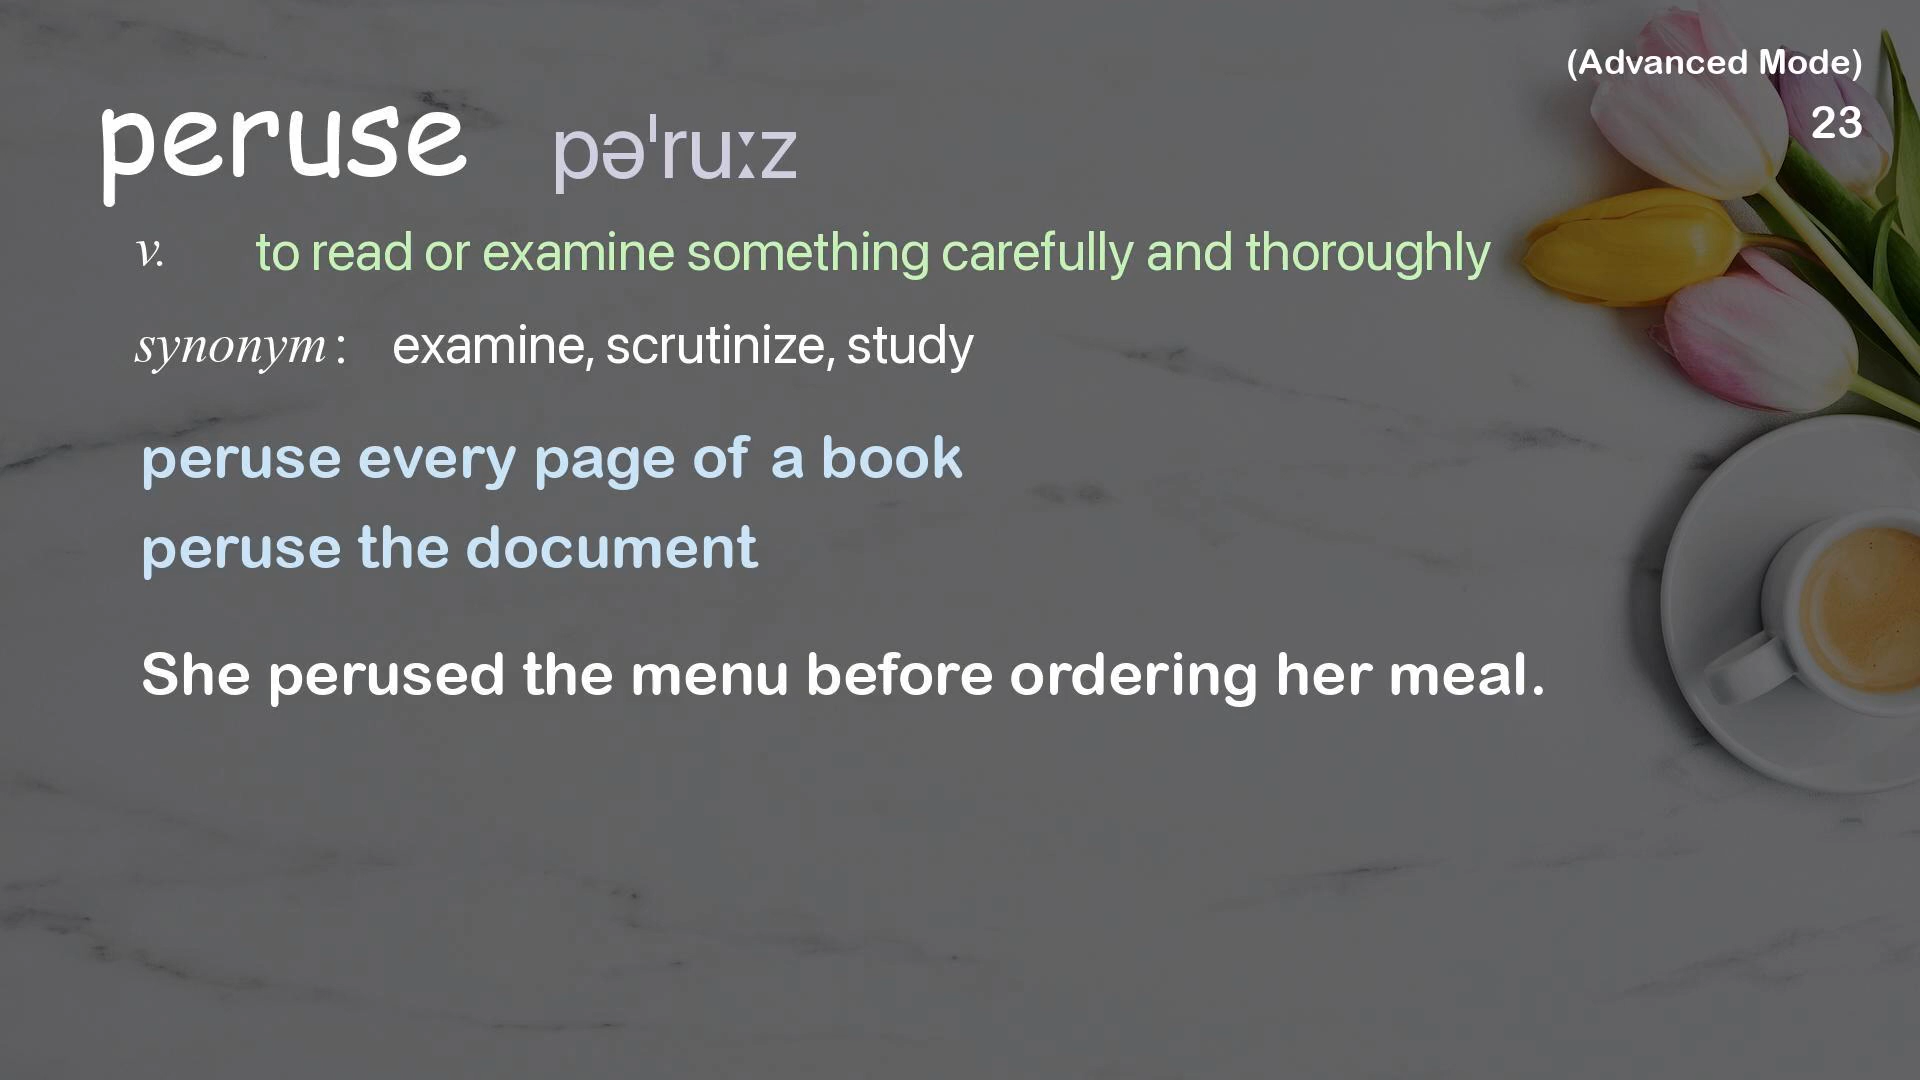 (Advanced Mode)
23
peruse pəˈruːz
v. to read or examine something carefully and thoroughly
synonym: examine, scrutinize, study
peruse every page of a book
peruse the document
She perused the menu before ordering her meal.